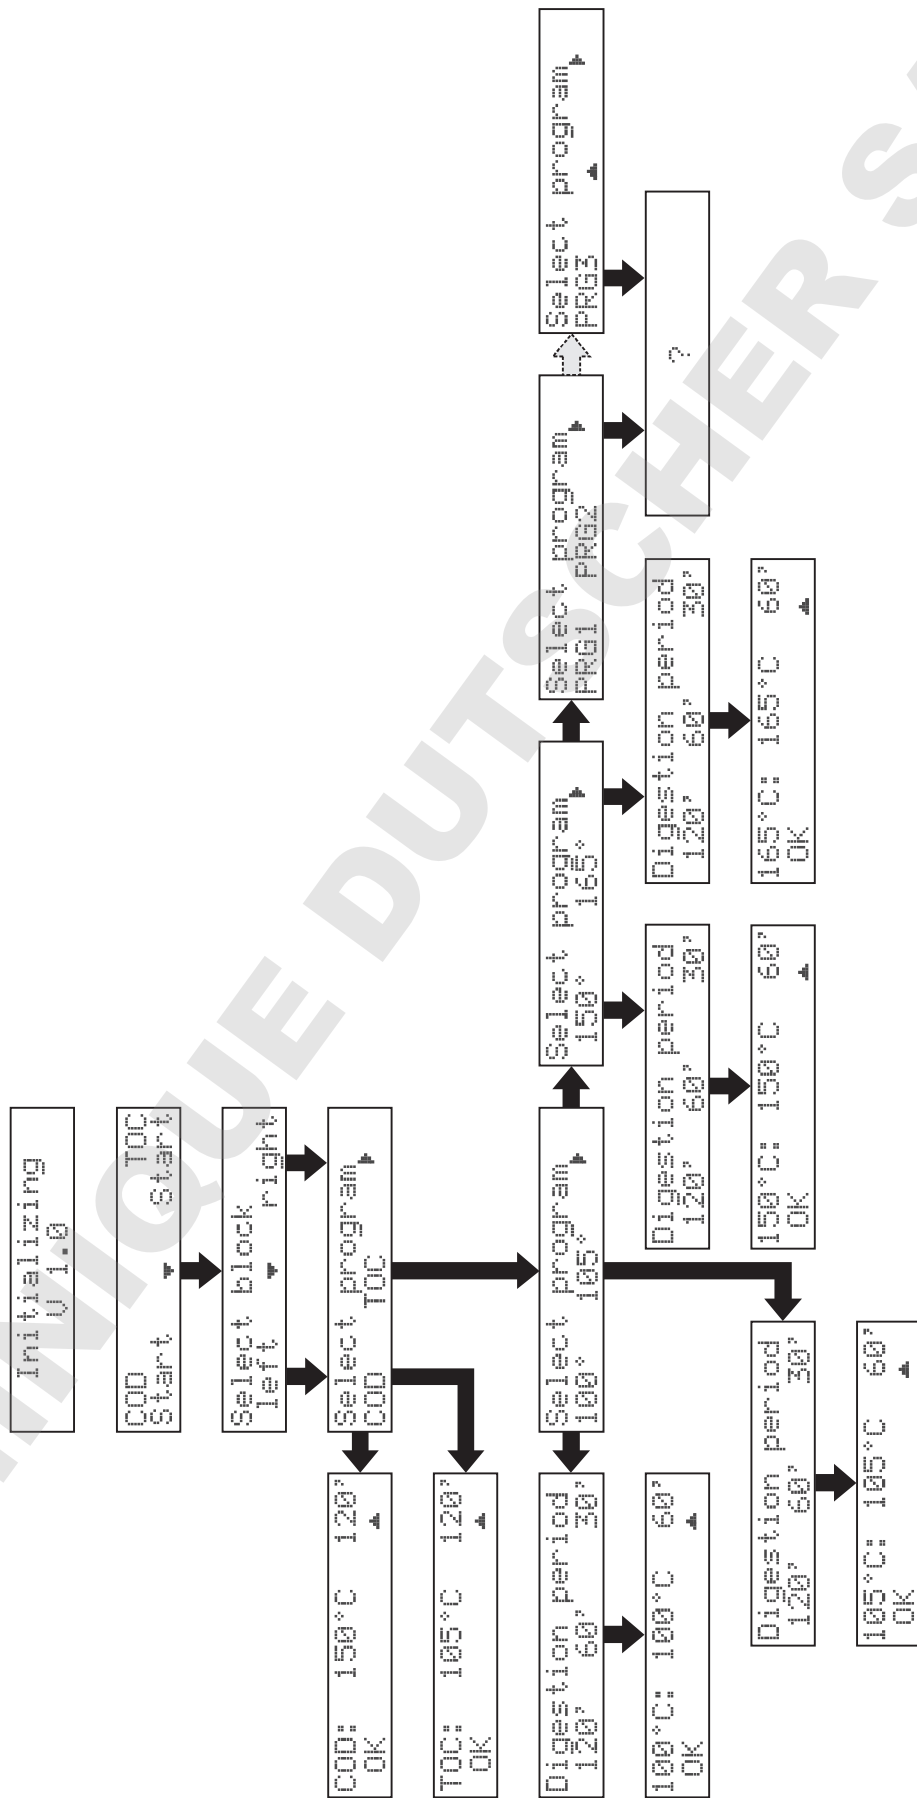 Initializing
V 1.0
COD TOC
Start ▼ Start
Select block
left ▼ right
Select program▲
COD TOC
COD: 150°C 120'
OK ▲
TOC: 105°C 120'
OK ▲
Select program▲
100° 105°
Digestion period
120' 60' 30'
100°C: 100°C 60'
OK ▲
Digestion period
120' 60' 30'
105°C: 105°C 60'
OK ▲
Select program▲
150° 165°
Digestion period
120' 60' 30'
150°C: 150°C 60'
OK ▲
Digestion period
120' 60' 30'
165°C: 165°C 60'
OK ▲
Select program▲
PRG1 PRG2
Select program▲
PRG3 ▲
?
DUTSCHER